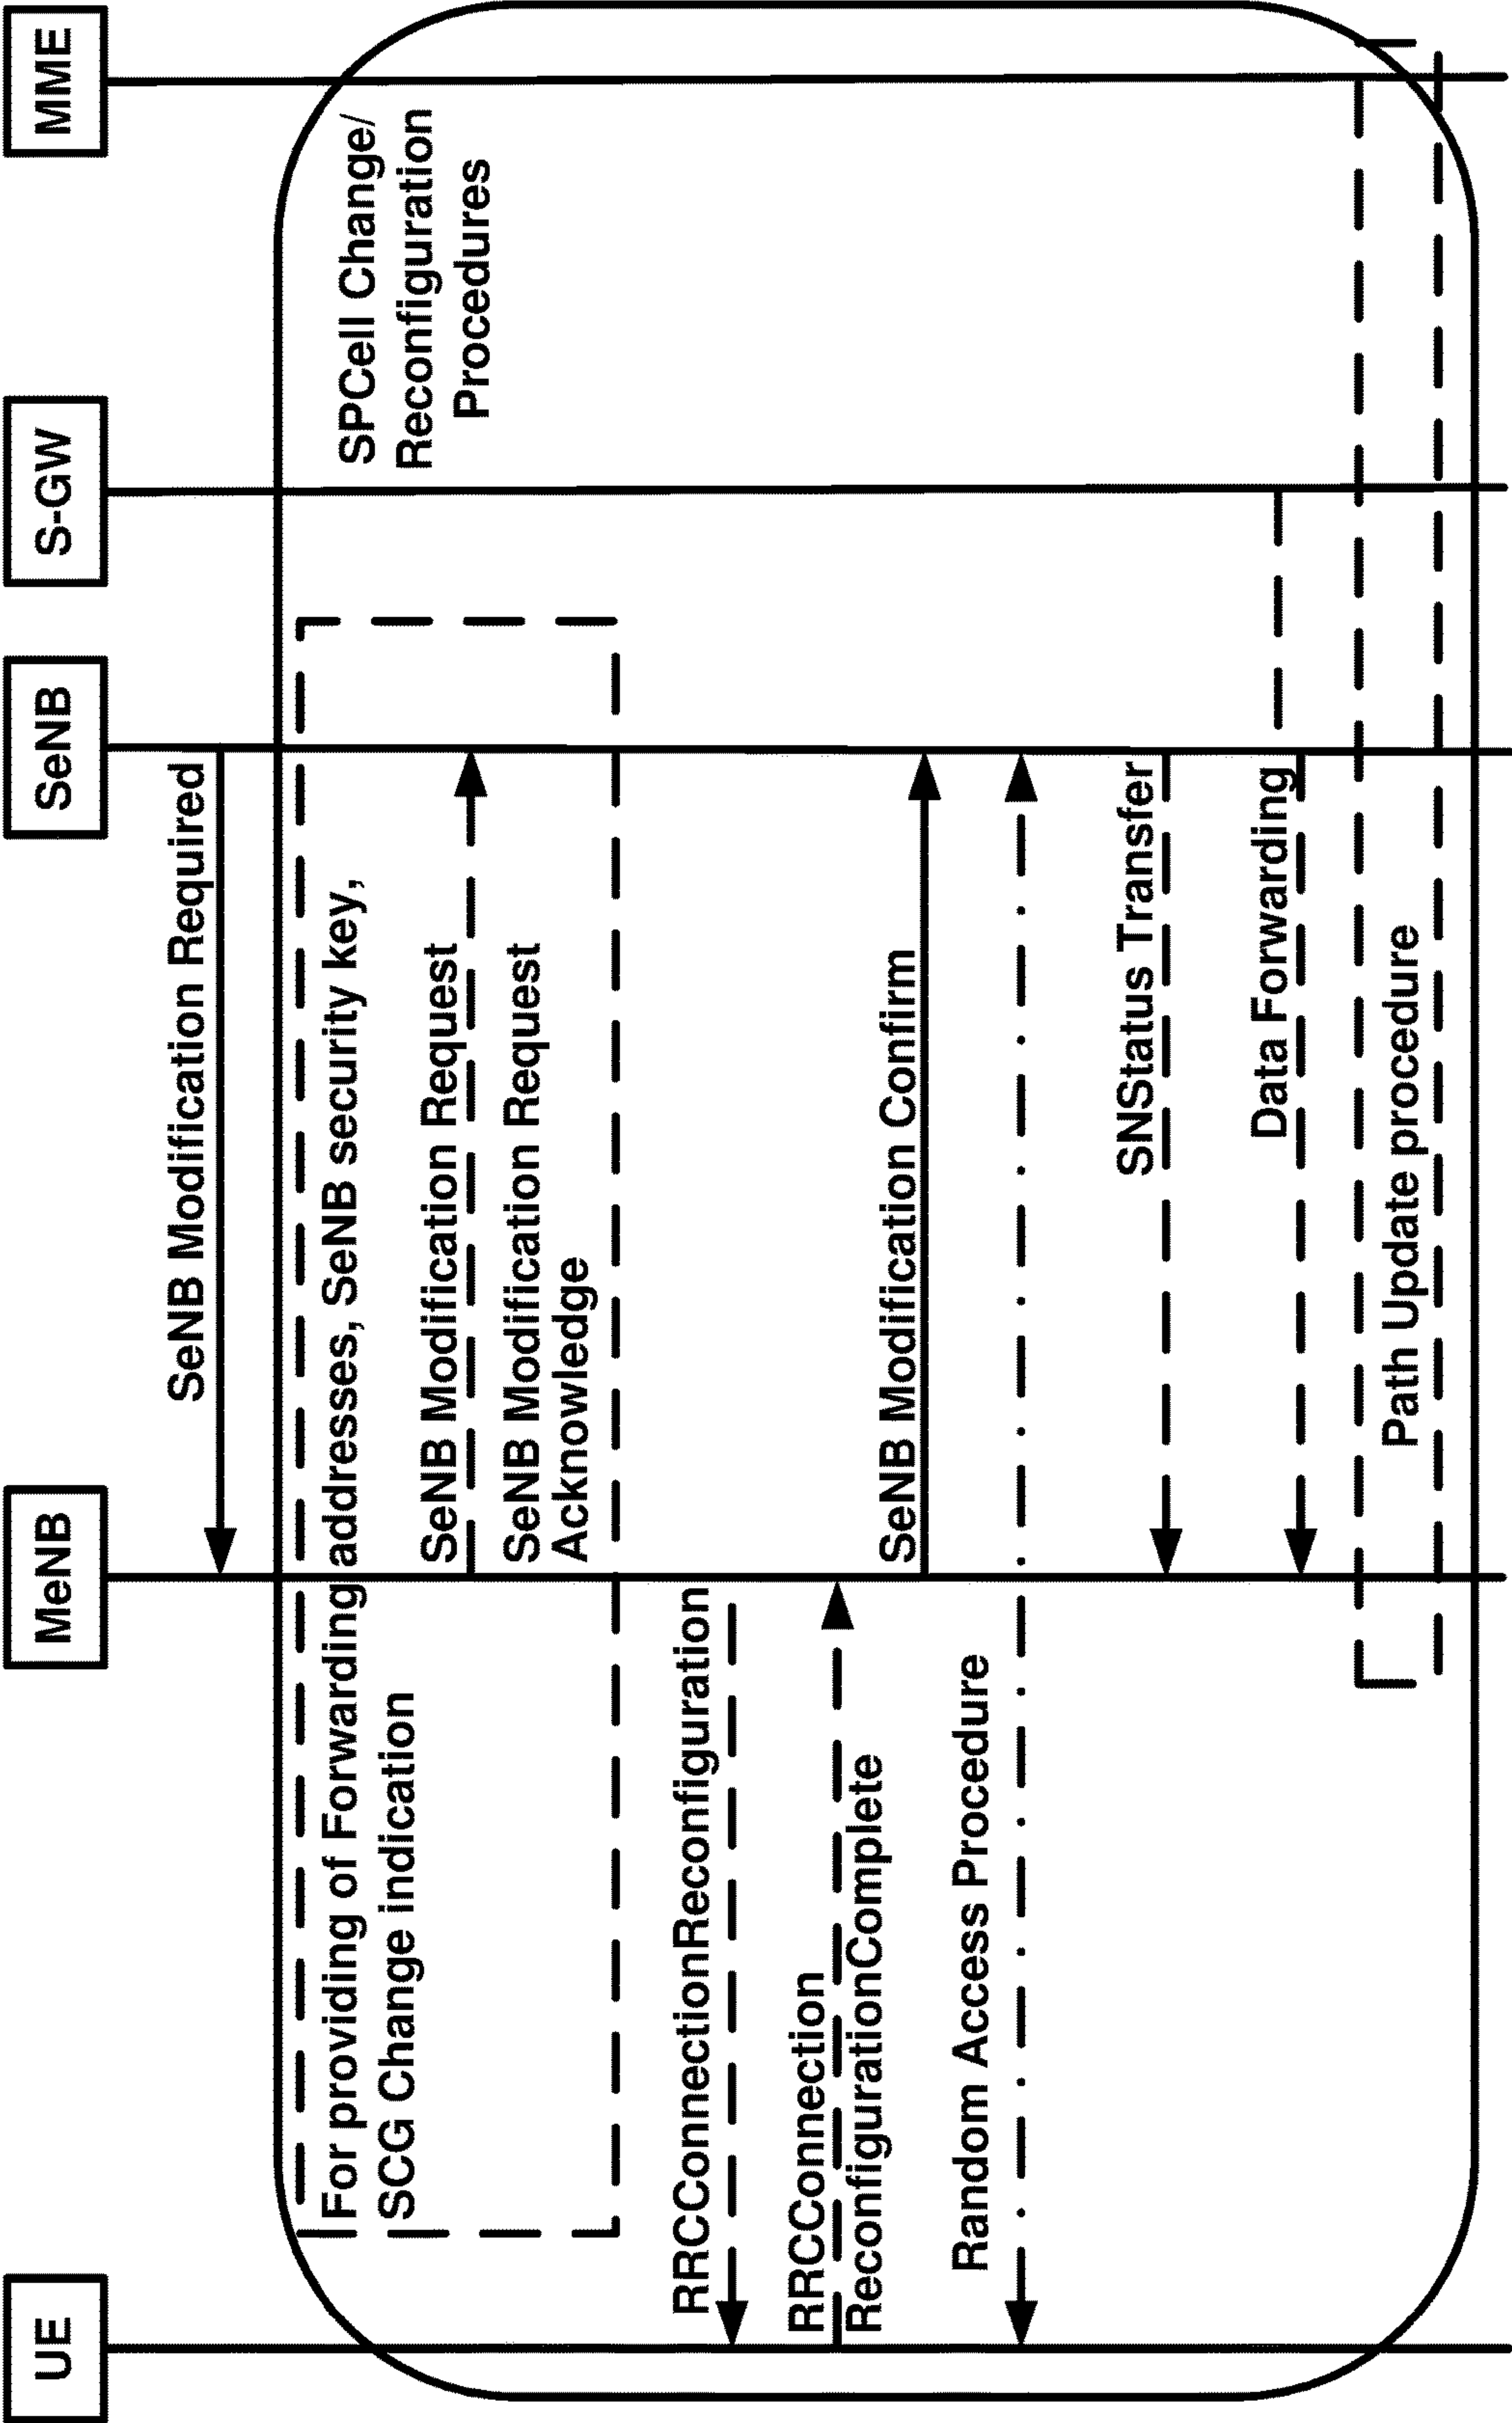 UE
MeNB
SeNB
S-GW
MME
SeNB Modification Required
SPCell Change/
Reconfiguration
Procedures
For providing of Forwarding addresses, SeNB security key,
SCG Change indication
SeNB Modification Request
SeNB Modification Request
Acknowledge
RRCConnectionReconfiguration
RRCConnection
ReconfigurationComplete
SeNB Modification Confirm
Random Access Procedure
SNStatus Transfer
Data Forwarding
Path Update procedure